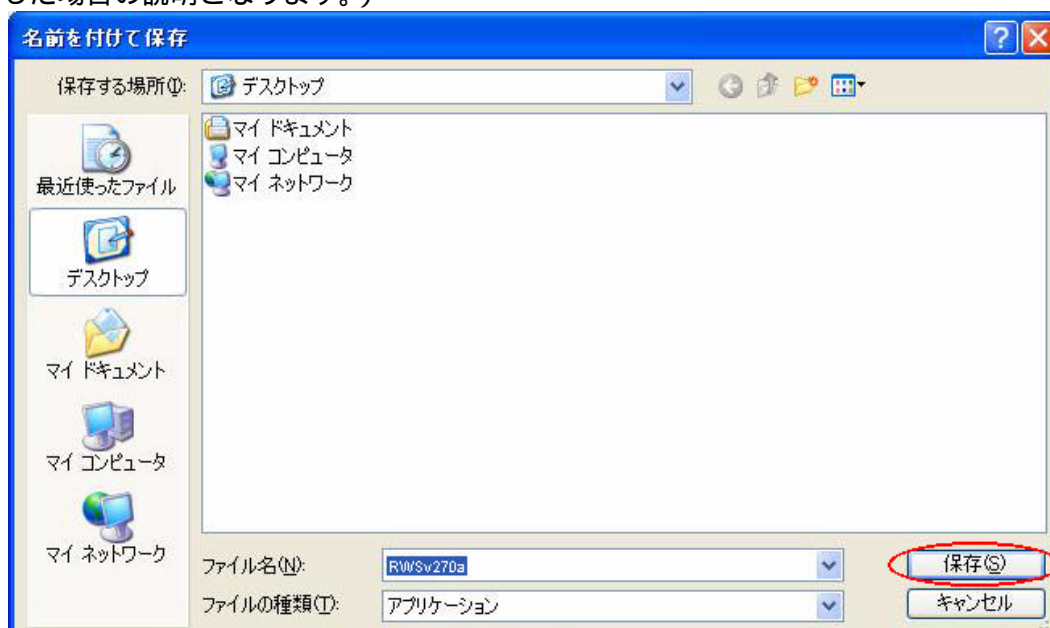 した場合の説明となります。)
名前を付けて保存
保存する場所(I):
デスクトップ
マイ ドキュメント
マイ コンピュータ
マイ ネットワーク
最近使ったファイル
デスクトップ
マイ ドキュメント
マイ コンピュータ
マイ ネットワーク
ファイル名(N):
RWSv270a
保存(S)
ファイルの種類(T):
アプリケーション
キャンセル